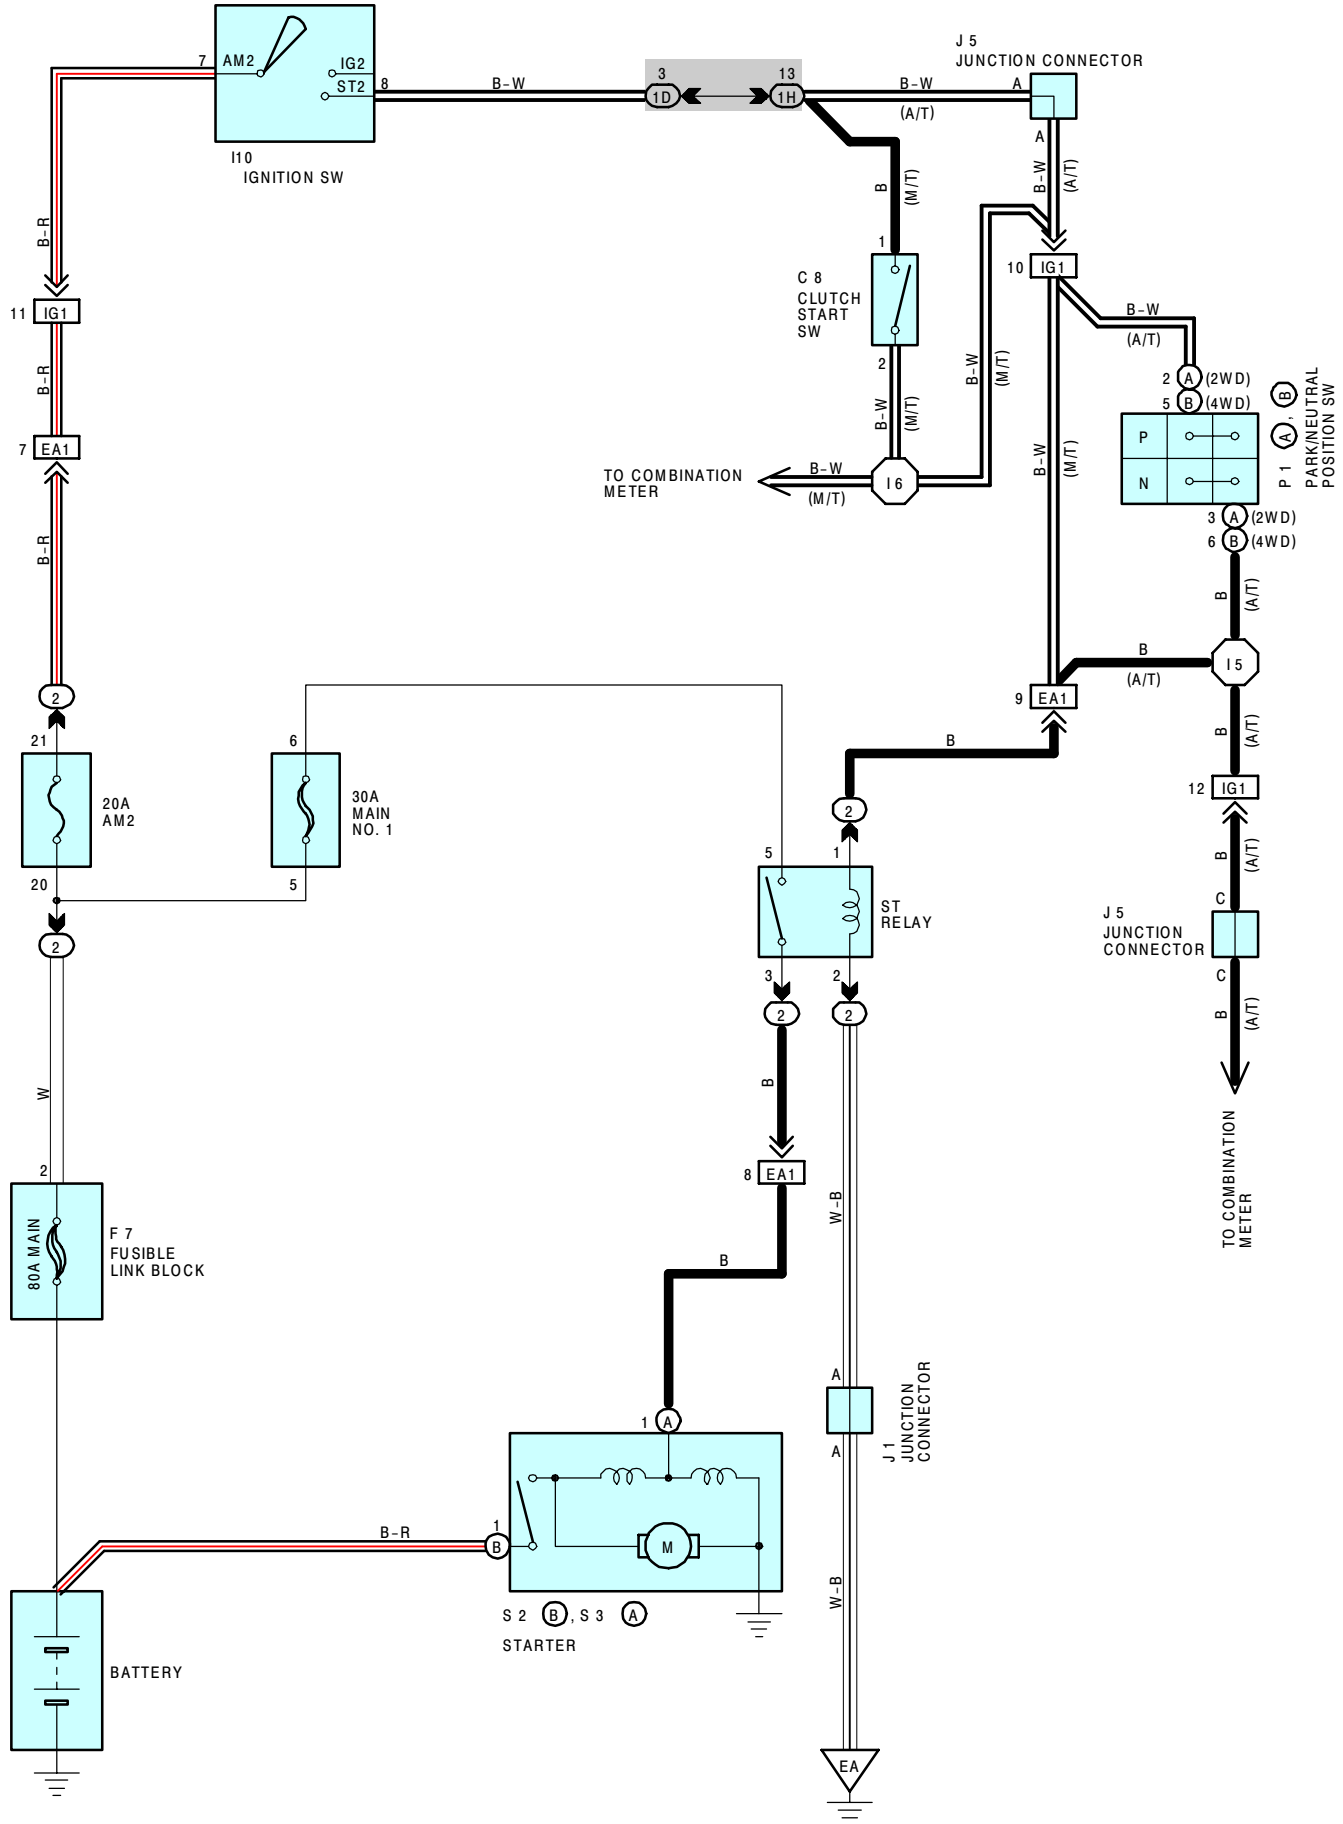 J 5
JUNCTION CONNECTOR
7
AM2
IG2
ST2
8
B-W
3
1D
13
1H
B-W
(A/T)
A
A
B-W
(A/T)
I10
IGNITION SW
B-R
B
(M/T)
1
C 8
CLUTCH
START
SW
2
B-W
(M/T)
B-W
(M/T)
10
IG1
B-W
(A/T)
11
IG1
B-R
7
EA1
B-R
2
A
(2WD)
5
B
(4WD)
P
N
P 1
A
,
B
PARK/NEUTRAL
POSITION SW
3
A
(2WD)
6
B
(4WD)
TO COMBINATION
METER
B-W
(M/T)
I 6
B-W
(M/T)
B
(A/T)
B
(A/T)
I 5
2
9
EA1
B
(A/T)
21
6
B
12
IG1
20A
AM2
30A
MAIN
NO. 1
2
5
1
B
(A/T)
20
5
ST
RELAY
C
J 5
JUNCTION
CONNECTOR
C
2
3
2
2
2
B
(A/T)
W
B
TO COMBINATION
METER
2
8
EA1
W-B
80A MAIN
F 7
FUSIBLE
LINK BLOCK
B
A
J 1
JUNCTION
CONNECTOR
A
1
A
B-R
1
B
M
W-B
S 2
B
, S 3
A
STARTER
BATTERY
EA